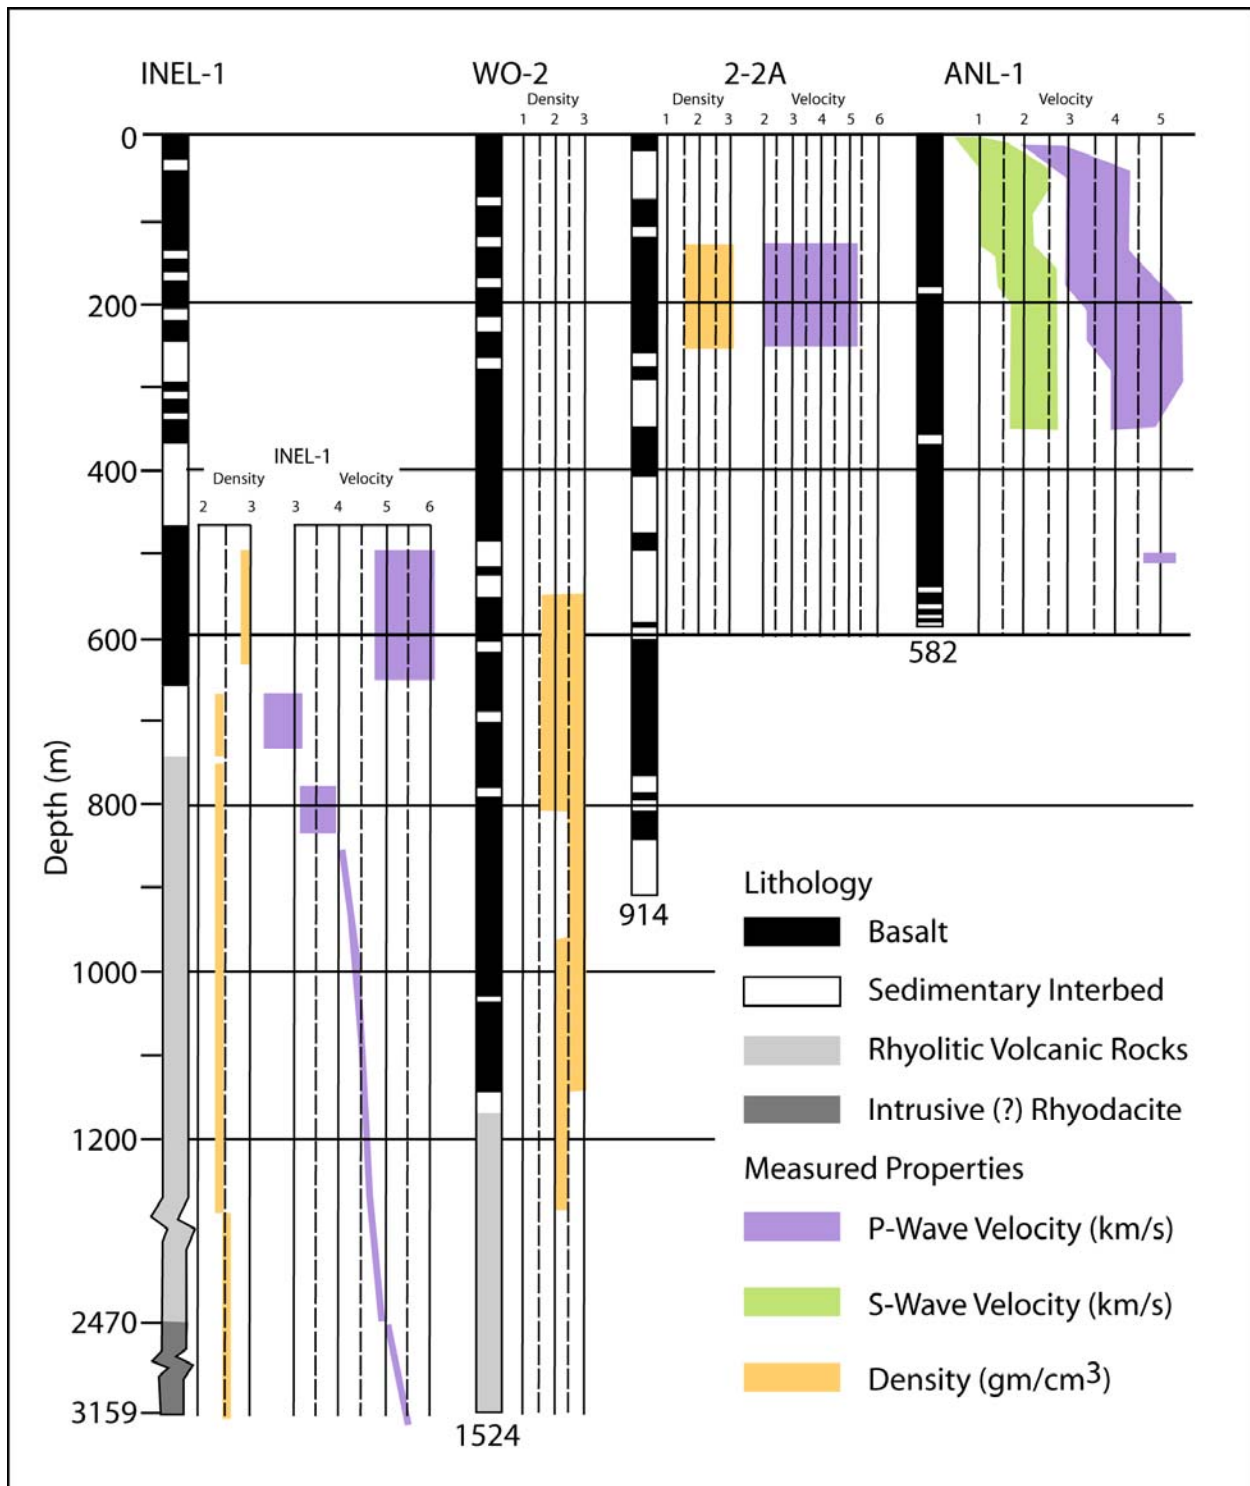 INEL-1
WO-2
2-2A
ANL-1
Density
Density
Velocity
Velocity
1 2 3
1 2 3
2 3 4 5 6
1 2 3 4 5
0
200
400
INEL-1
Density
Velocity
2 3
3 4 5 6
600
582
Depth (m)
800
914
1000
1200
2470
3159
1524
Lithology
Basalt
Sedimentary Interbed
Rhyolitic Volcanic Rocks
Intrusive (?) Rhyodacite
Measured Properties
P-Wave Velocity (km/s)
S-Wave Velocity (km/s)
Density (gm/cm³)